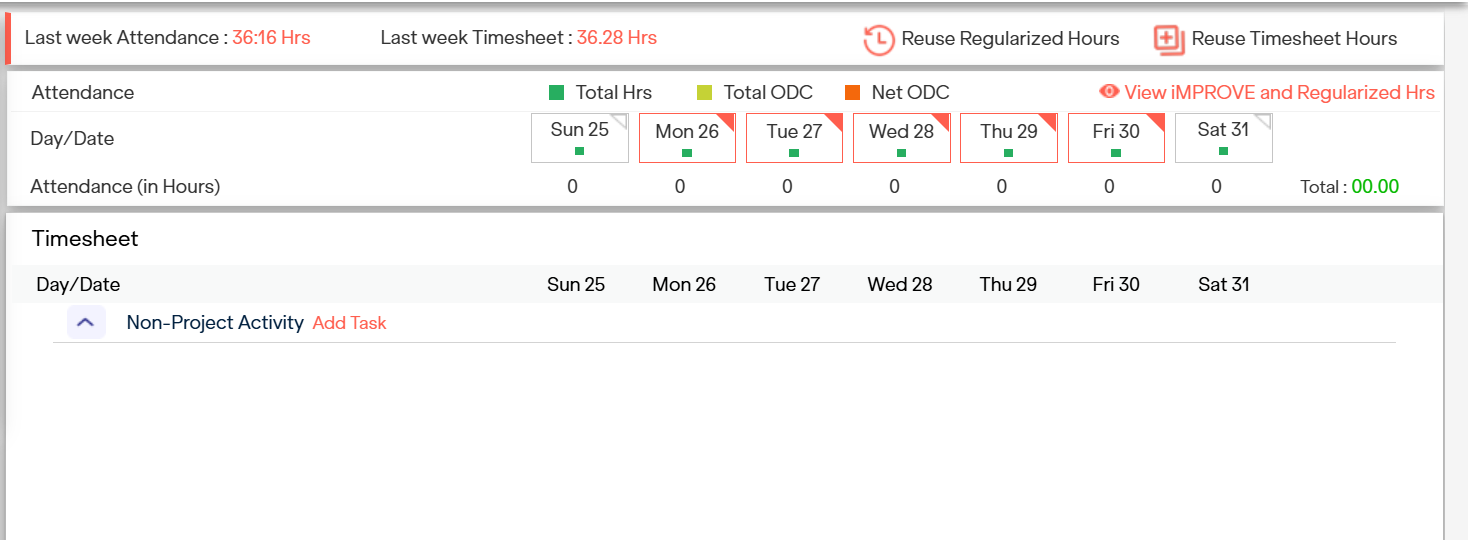 Last week Attendance : 36:16 Hrs Last week Timesheet : 36.28 Hrs Reuse Regularized Hours Reuse Timesheet Hours
Attendance Total Hrs Total ODC Net ODC View iMPROVE and Regularized Hrs
Day/Date Sun 25 Mon 26 Tue 27 Wed 28 Thu 29 Fri 30 Sat 31
Attendance (in Hours) 0 0 0 0 0 0 0 Total : 00.00
Timesheet
Day/Date Sun 25 Mon 26 Tue 27 Wed 28 Thu 29 Fri 30 Sat 31
Non-Project Activity Add Task